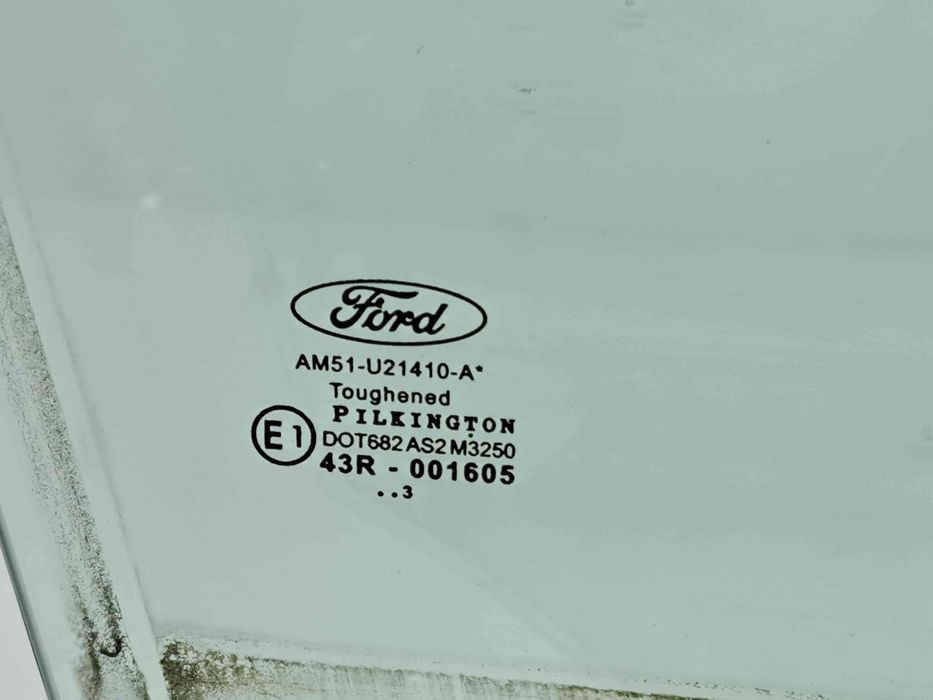 Ford
AM51-U21410-A*
Toughened
PILKINGTON
E1
DOT682 AS2 M3250
43R - 001605
..3